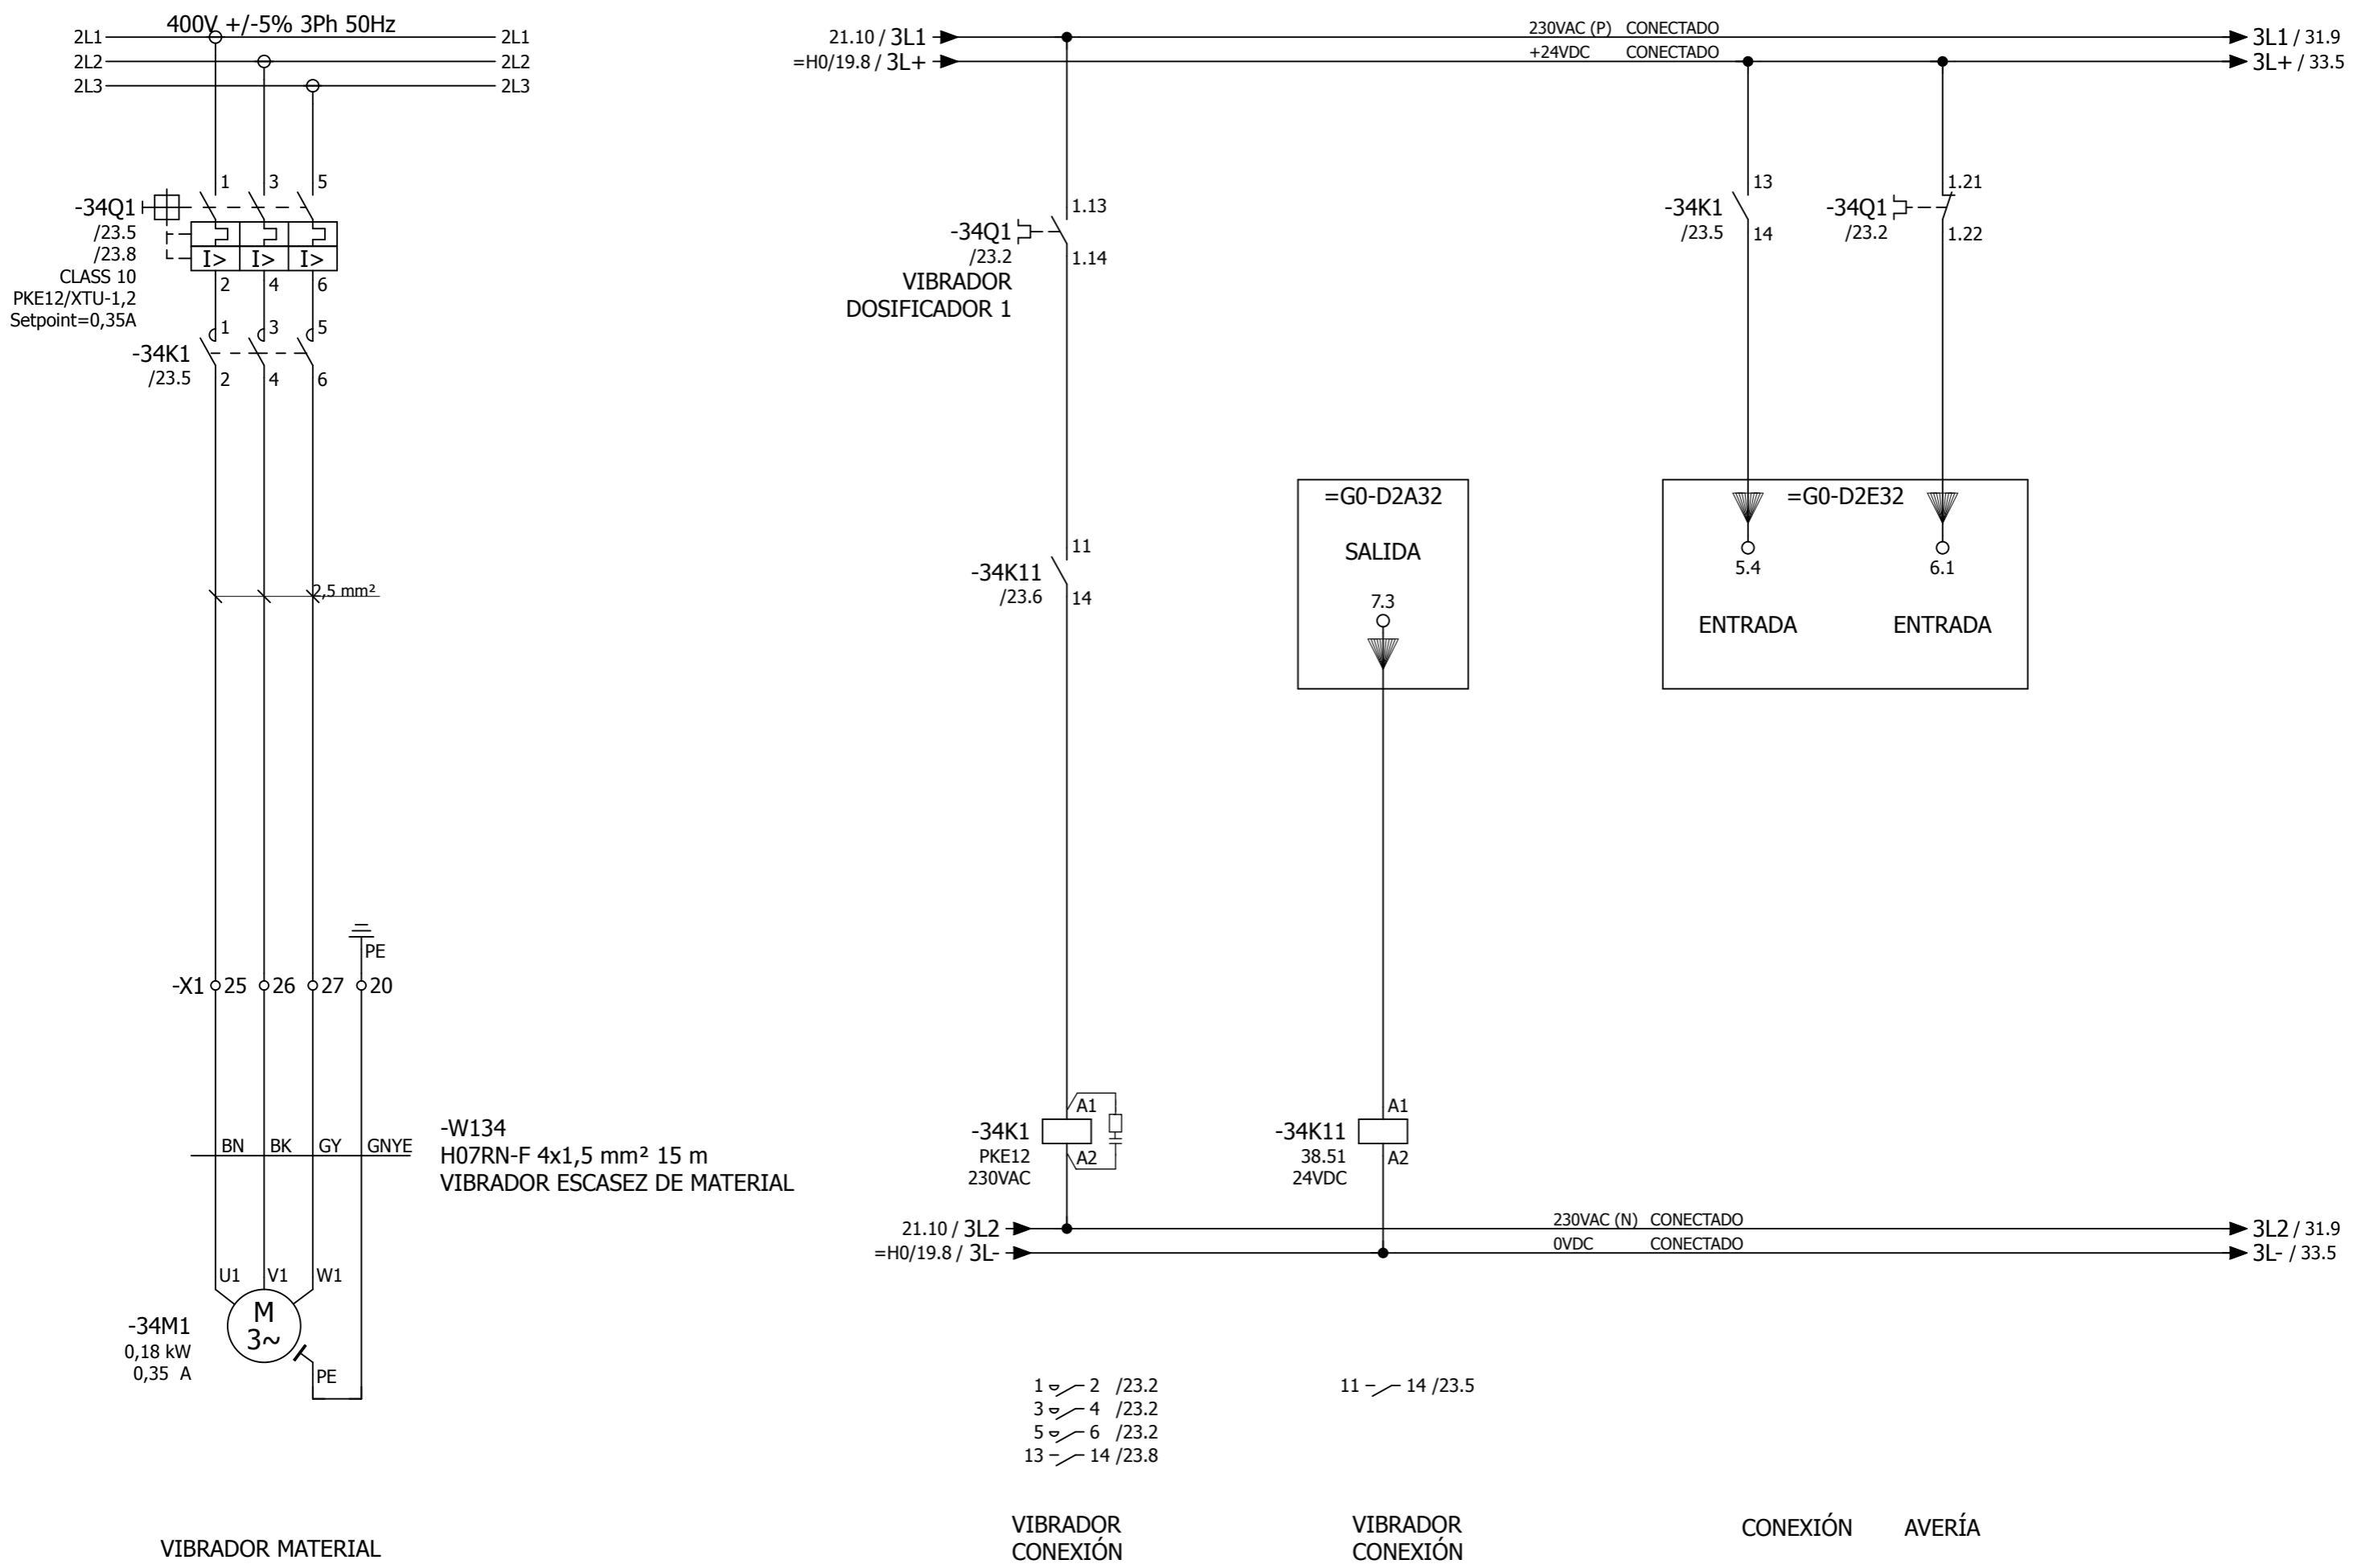 400V +/-5% 3Ph 50Hz
2L1 2L1
2L2 2L2
2L3 2L3
1 3 5
-34Q1
/23.5
/23.8
CLASS 10
PKE12/XTU-1,2
Setpoint=0,35A
I> I> I>
2 4 6
1 3 5
-34K1
/23.5
2 4 6
2,5 mm²
PE
-X1 25 26 27 20
BN BK GY GNYE
-W134
H07RN-F 4x1,5 mm² 15 m
VIBRADOR ESCASEZ DE MATERIAL
U1 V1 W1
M
3~
-34M1
0,18 kW
0,35 A
PE
VIBRADOR MATERIAL
21.10 / 3L1 230VAC (P) CONECTADO 3L1 / 31.9
=H0/19.8 / 3L+ +24VDC CONECTADO 3L+ / 33.5
1.13
-34Q1
/23.2
1.14
VIBRADOR
DOSIFICADOR 1
11
-34K11
/23.6
14
=G0-D2A32
SALIDA
7.3
13
-34K1
/23.5
14
1.21
-34Q1
/23.2
1.22
=G0-D2E32
5.4 6.1
ENTRADA ENTRADA
A1
-34K1
PKE12
230VAC
A2
A1
-34K11
38.51
24VDC
A2
21.10 / 3L2 230VAC (N) CONECTADO 3L2 / 31.9
=H0/19.8 / 3L- 0VDC CONECTADO 3L- / 33.5
1 2 /23.2
3 4 /23.2
5 6 /23.2
13 14 /23.8
11 14 /23.5
VIBRADOR
CONEXIÓN
VIBRADOR
CONEXIÓN
CONEXIÓN AVERÍA